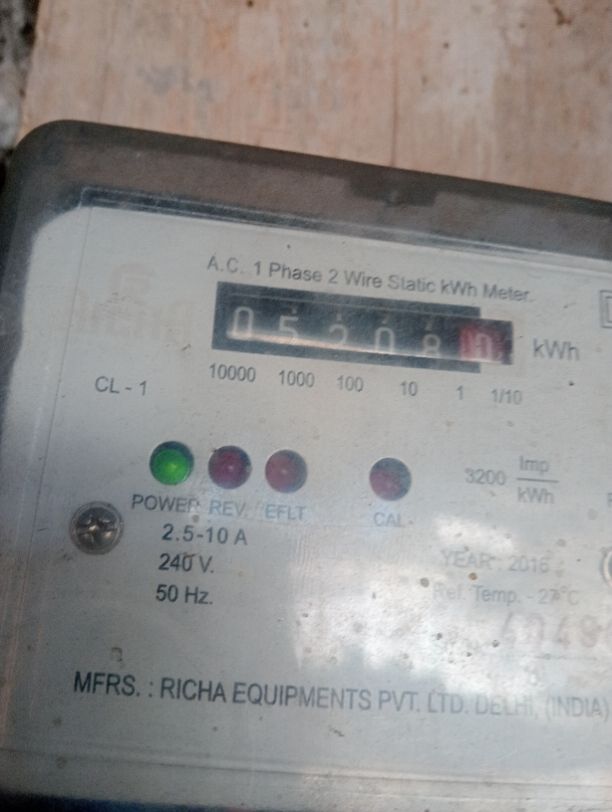 A.C. 1 Phase 2 Wire Static kWh Meter
05208 kWh
CL - 1
10000 1000 100 10 1 1/10
3200 Imp
kWh
POWER REV. EFLT CAL
2.5-10 A
240 V.
50 Hz.
YEAR : 2016
Ref. Temp. - 27°C
MFRS. : RICHA EQUIPMENTS PVT. LTD. DELHI, (INDIA)